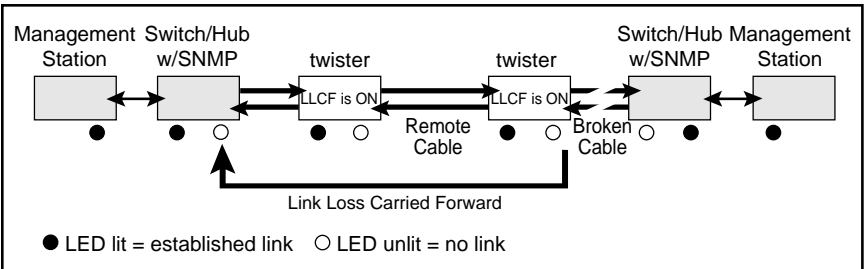 Management Station
Switch/Hub w/SNMP
twister
twister
Switch/Hub w/SNMP
Management Station
LLCF is ON
LLCF is ON
Remote Cable
Broken Cable
Link Loss Carried Forward
LED lit = established link
LED unlit = no link